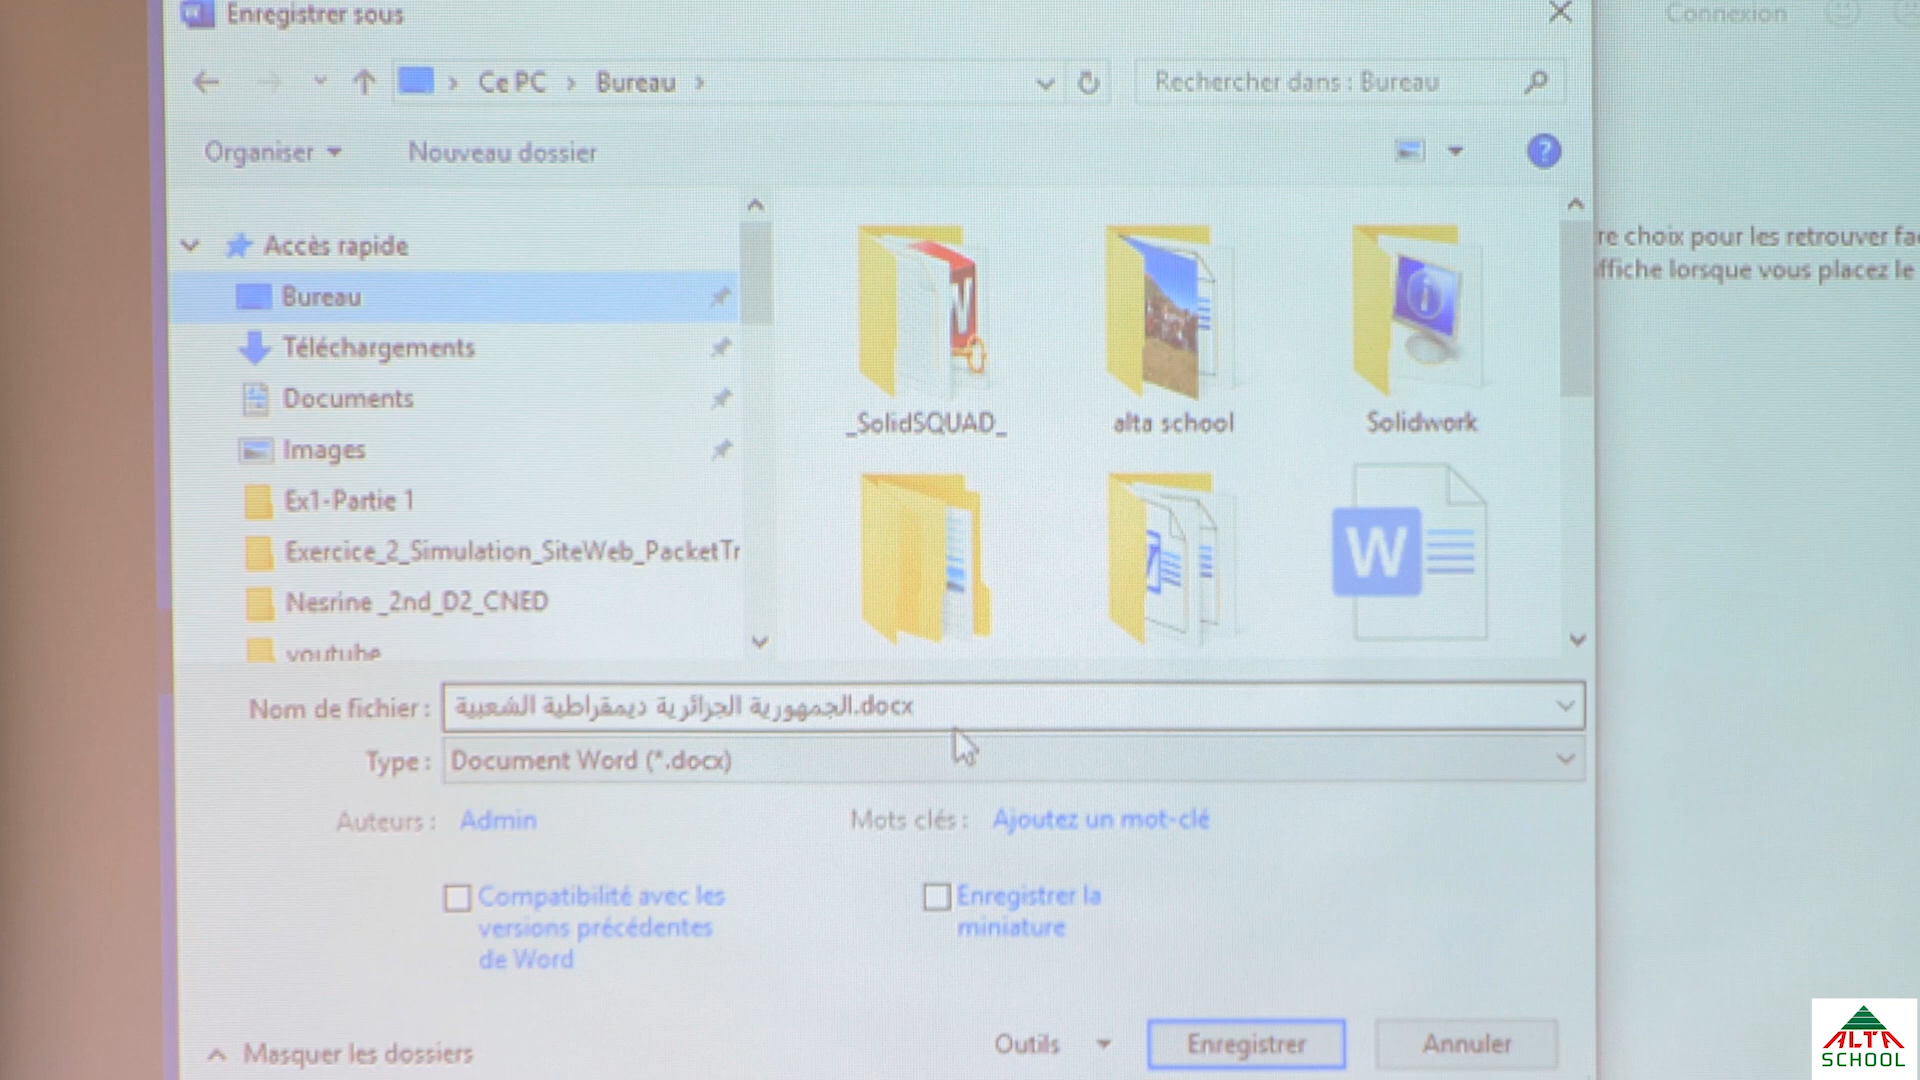 Enregistrer sous
Connexion
Ce PC > Bureau >
Rechercher dans : Bureau
Organiser
Nouveau dossier
?
Accès rapide
Bureau
Téléchargements
Documents
Images
Ex1-Partie 1
Exercice_2_Simulation_SiteWeb_PacketTr
Nesrine _2nd_D2_CNED
youtube
_SolidSQUAD_
alta school
Solidwork
W
re choix pour les retrouver fac
ffiche lorsque vous placez le
Nom de fichier : الجمهورية الجزائرية ديمقراطية الشعبية.docx
Type : Document Word (*.docx)
Auteurs : Admin
Mots clés : Ajoutez un mot-clé
Compatibilité avec les
versions précédentes
de Word
Enregistrer la
miniature
Masquer les dossiers
Outils
Enregistrer
Annuler
ALTA
SCHOOL